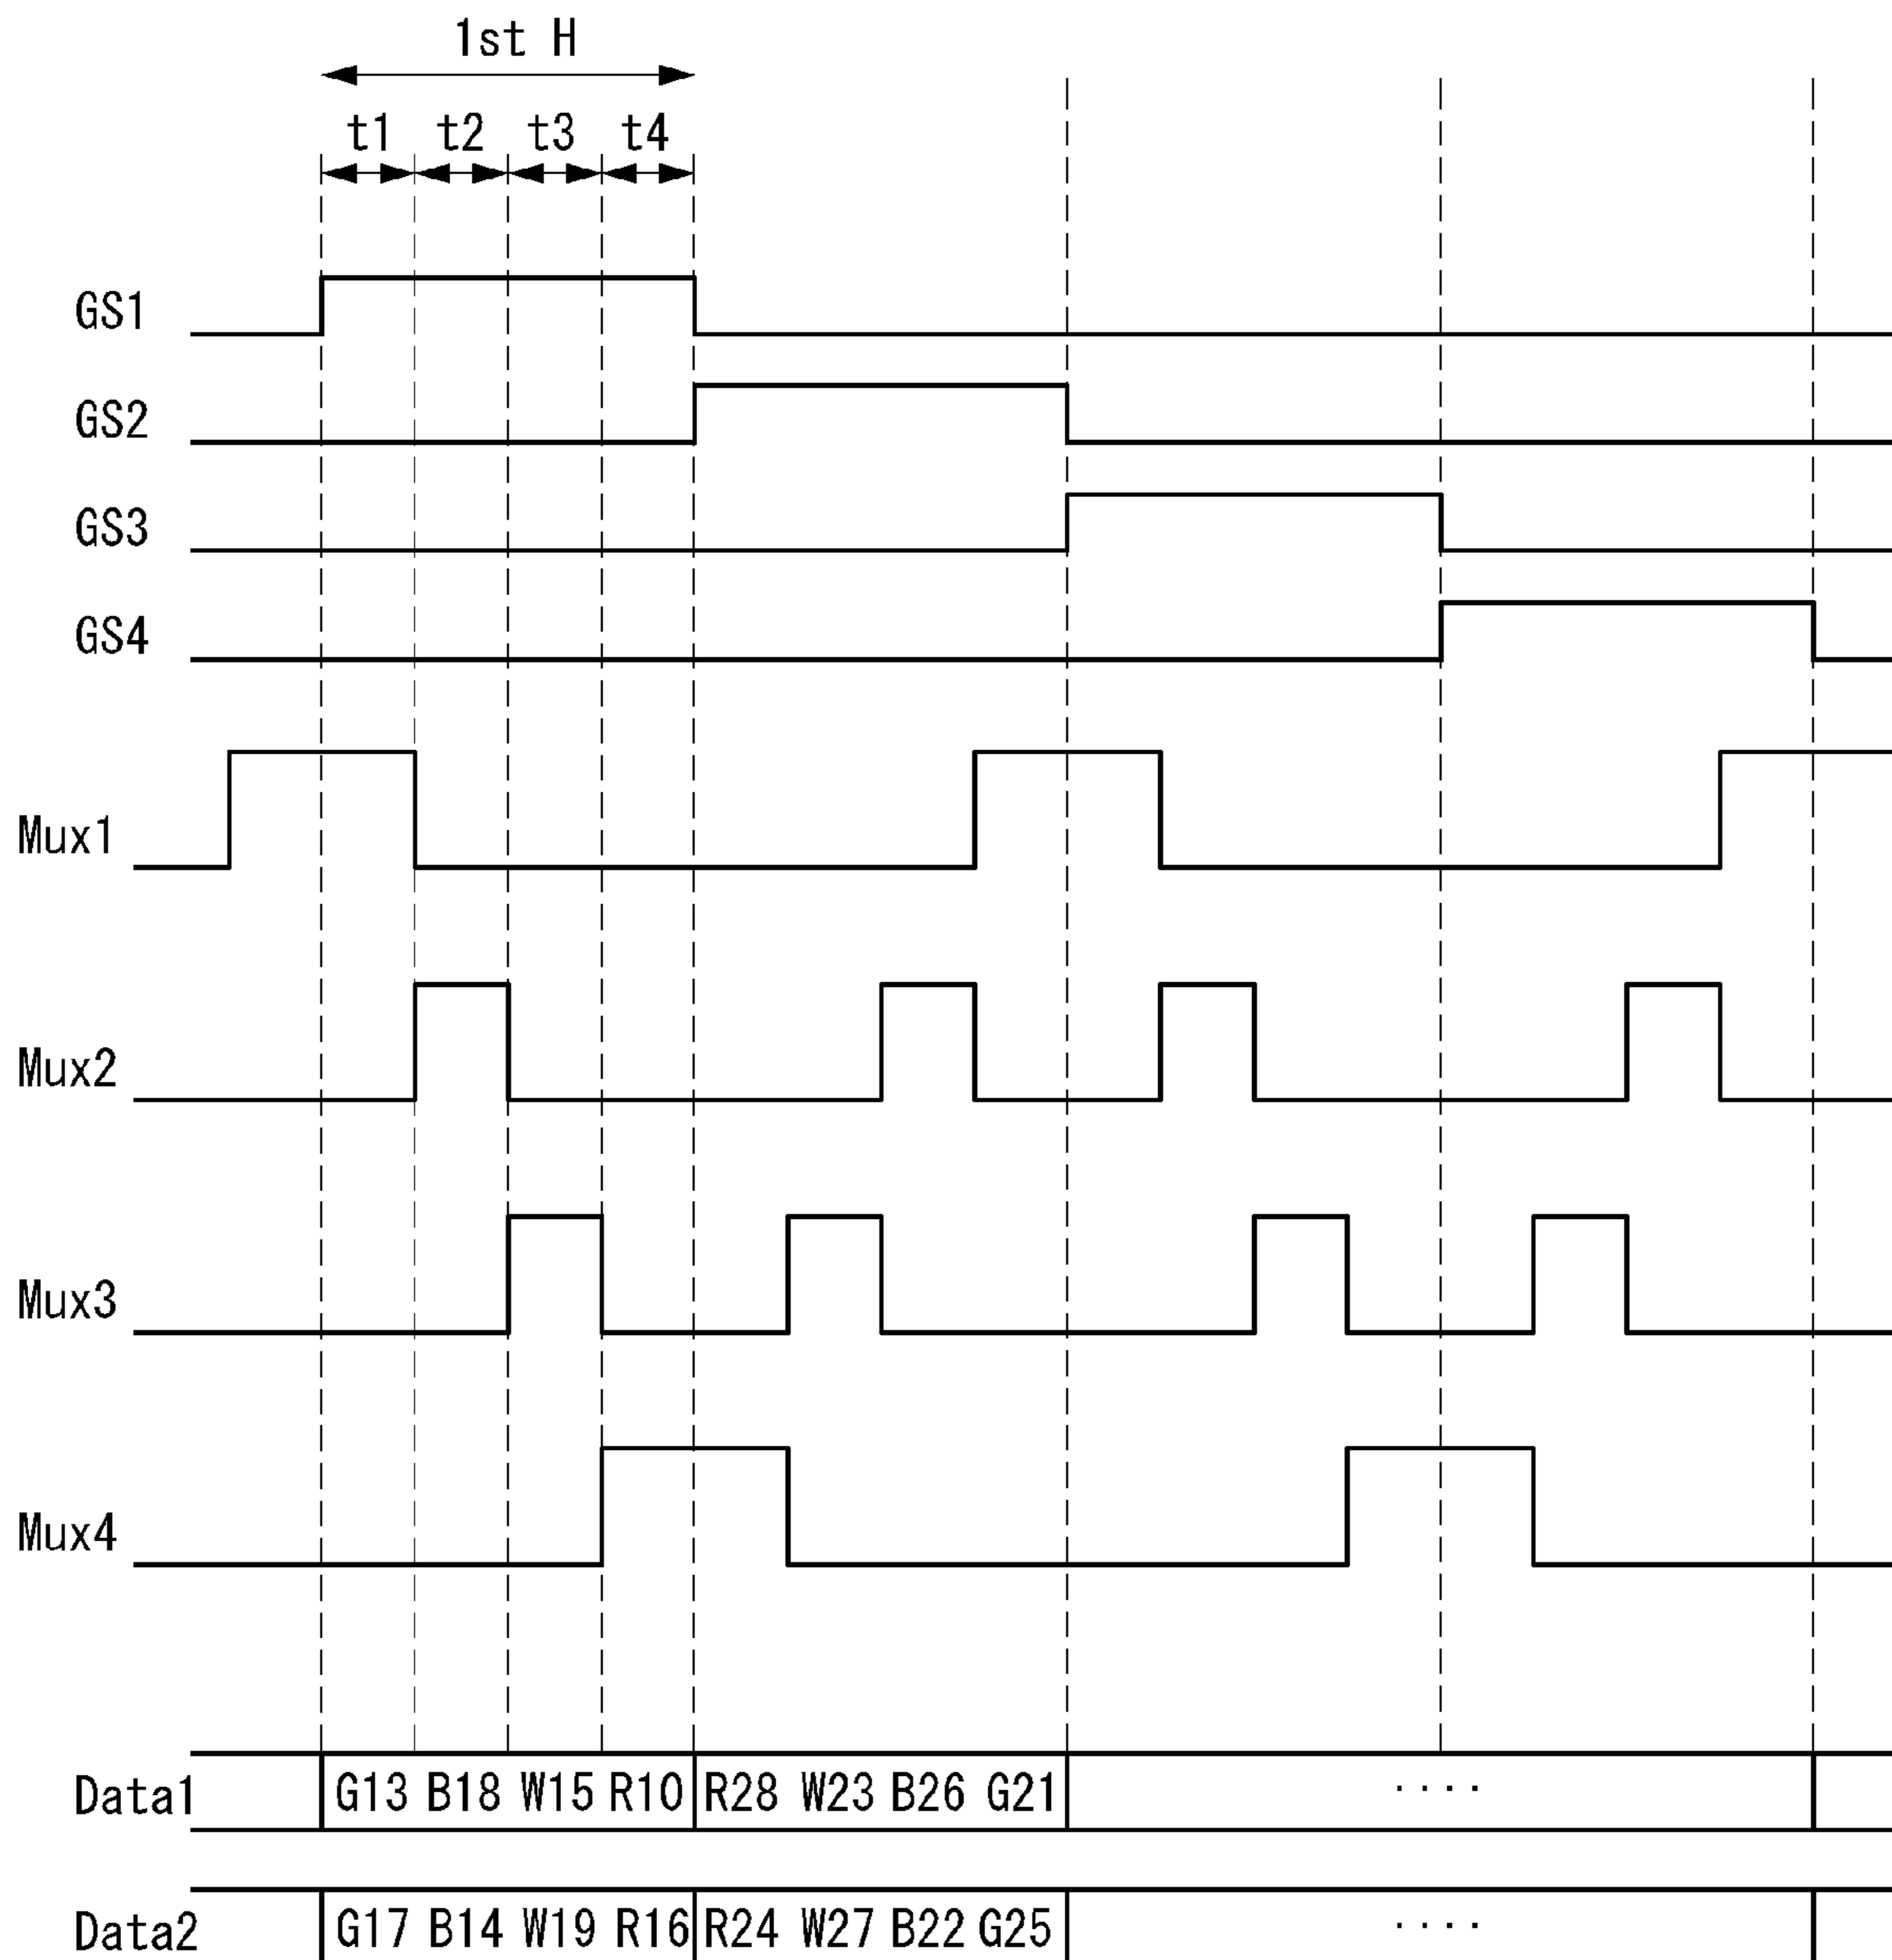 1st H
t1 t2 t3 t4
GS1
GS2
GS3
GS4
Mux1
Mux2
Mux3
Mux4
Data1 G13 B18 W15 R10 R28 W23 B26 G21 ····
Data2 G17 B14 W19 R16 R24 W27 B22 G25 ····